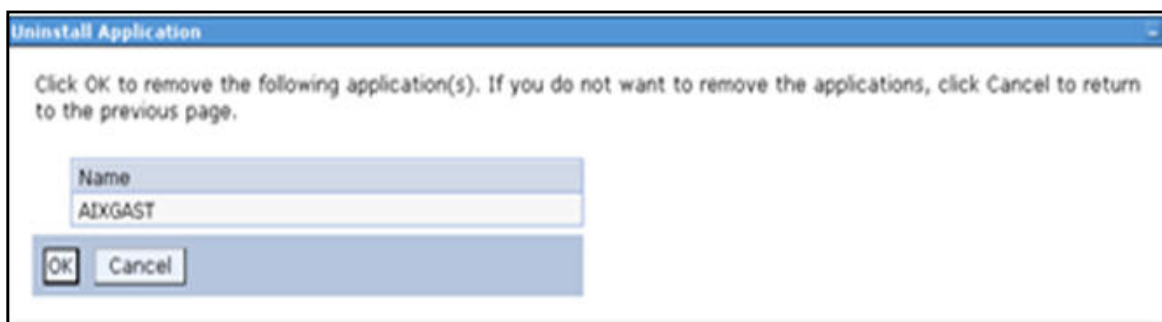 Uninstall Application
Click OK to remove the following application(s). If you do not want to remove the applications, click Cancel to return
to the previous page.
Name
AIXGAST
OK Cancel